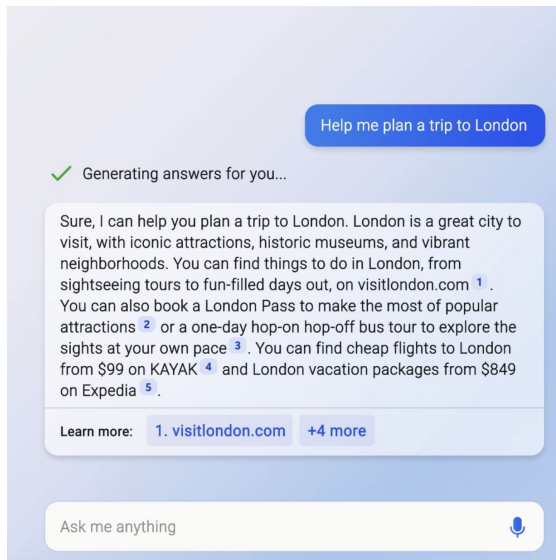 Help me plan a trip to London
Generating answers for you...
Sure, I can help you plan a trip to London. London is a great city to
visit, with iconic attractions, historic museums, and vibrant
neighborhoods. You can find things to do in London, from
sightseeing tours to fun-filled days out, on visitlondon.com 1 .
You can also book a London Pass to make the most of popular
attractions 2 or a one-day hop-on hop-off bus tour to explore the
sights at your own pace 3 . You can find cheap flights to London
from $99 on KAYAK 4 and London vacation packages from $849
on Expedia 5 .
Learn more: 1. visitlondon.com +4 more
Ask me anything